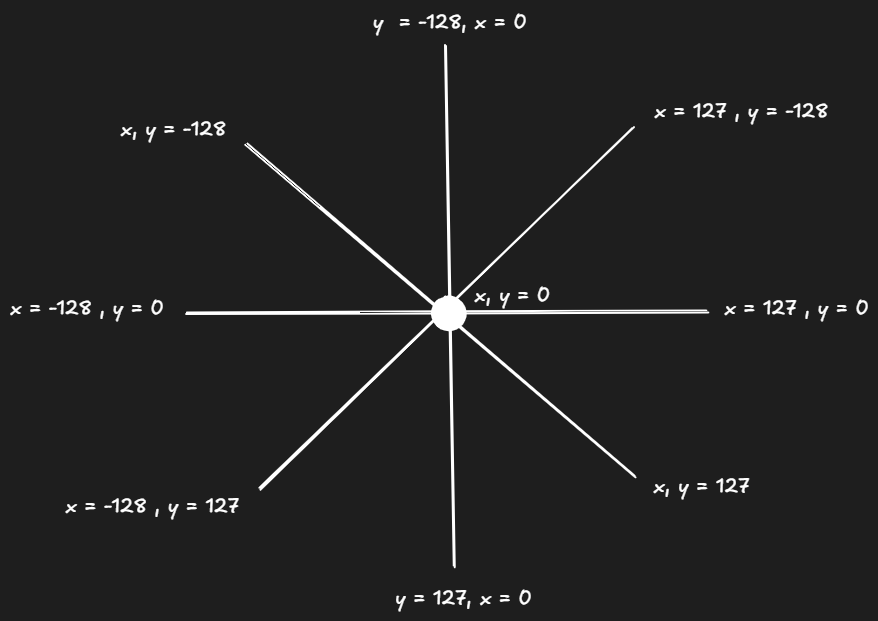 y = -128, x = 0
x = 127 , y = -128
x, y = -128
x, y = 0
x = -128 , y = 0
x = 127 , y = 0
x, y = 127
x = -128 , y = 127
y = 127, x = 0